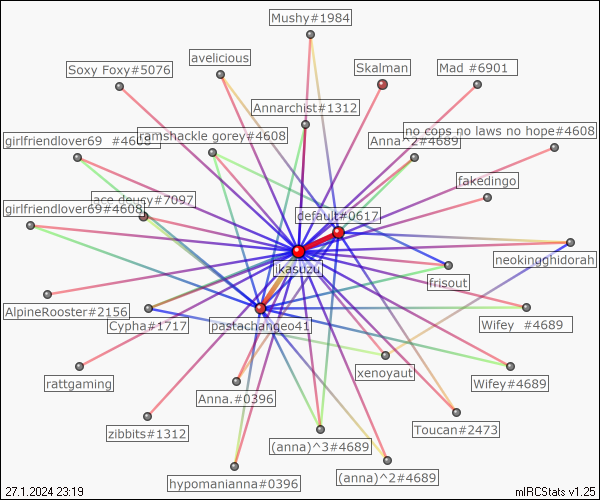 Mushy#1984
avelicious
Soxy Foxy#5076
Skalman
Mad #6901
Annarchist#1312
girlfriendlover69 #4608
ramshackle gorey#4608
Anna^2#4689
no cops no laws no hope#4608
fakedingo
ace deucy#7097
girlfriendlover69#4608
default#0617
likasuzu
neokingghidorah
frisout
AlpineRooster#2156
Cypha#1717
pastachangeo41
Wifey #4689
rattgaming
xenoyaut
Wifey#4689
Anna.#0396
zibbits#1312
Toucan#2473
(anna)^3#4689
hypomanianna#0396
(anna)^2#4689
27.1.2024 23:19
mIRCStats v1.25